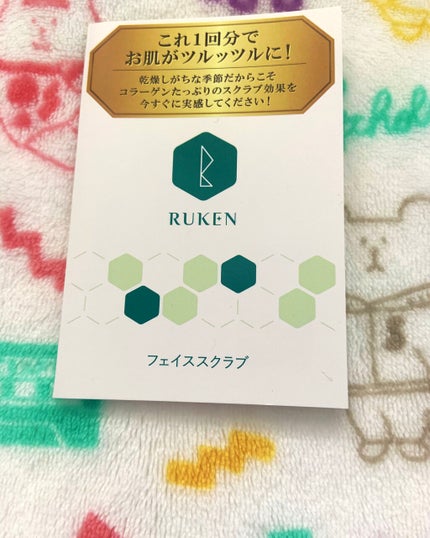 これ1回分で
お肌がツルッツルに!
乾燥しがちな季節だからこそ
コラーゲンたっぷりのスクラブ効果を
今すぐに実感してください!
RUKEN
フェイススクラブ